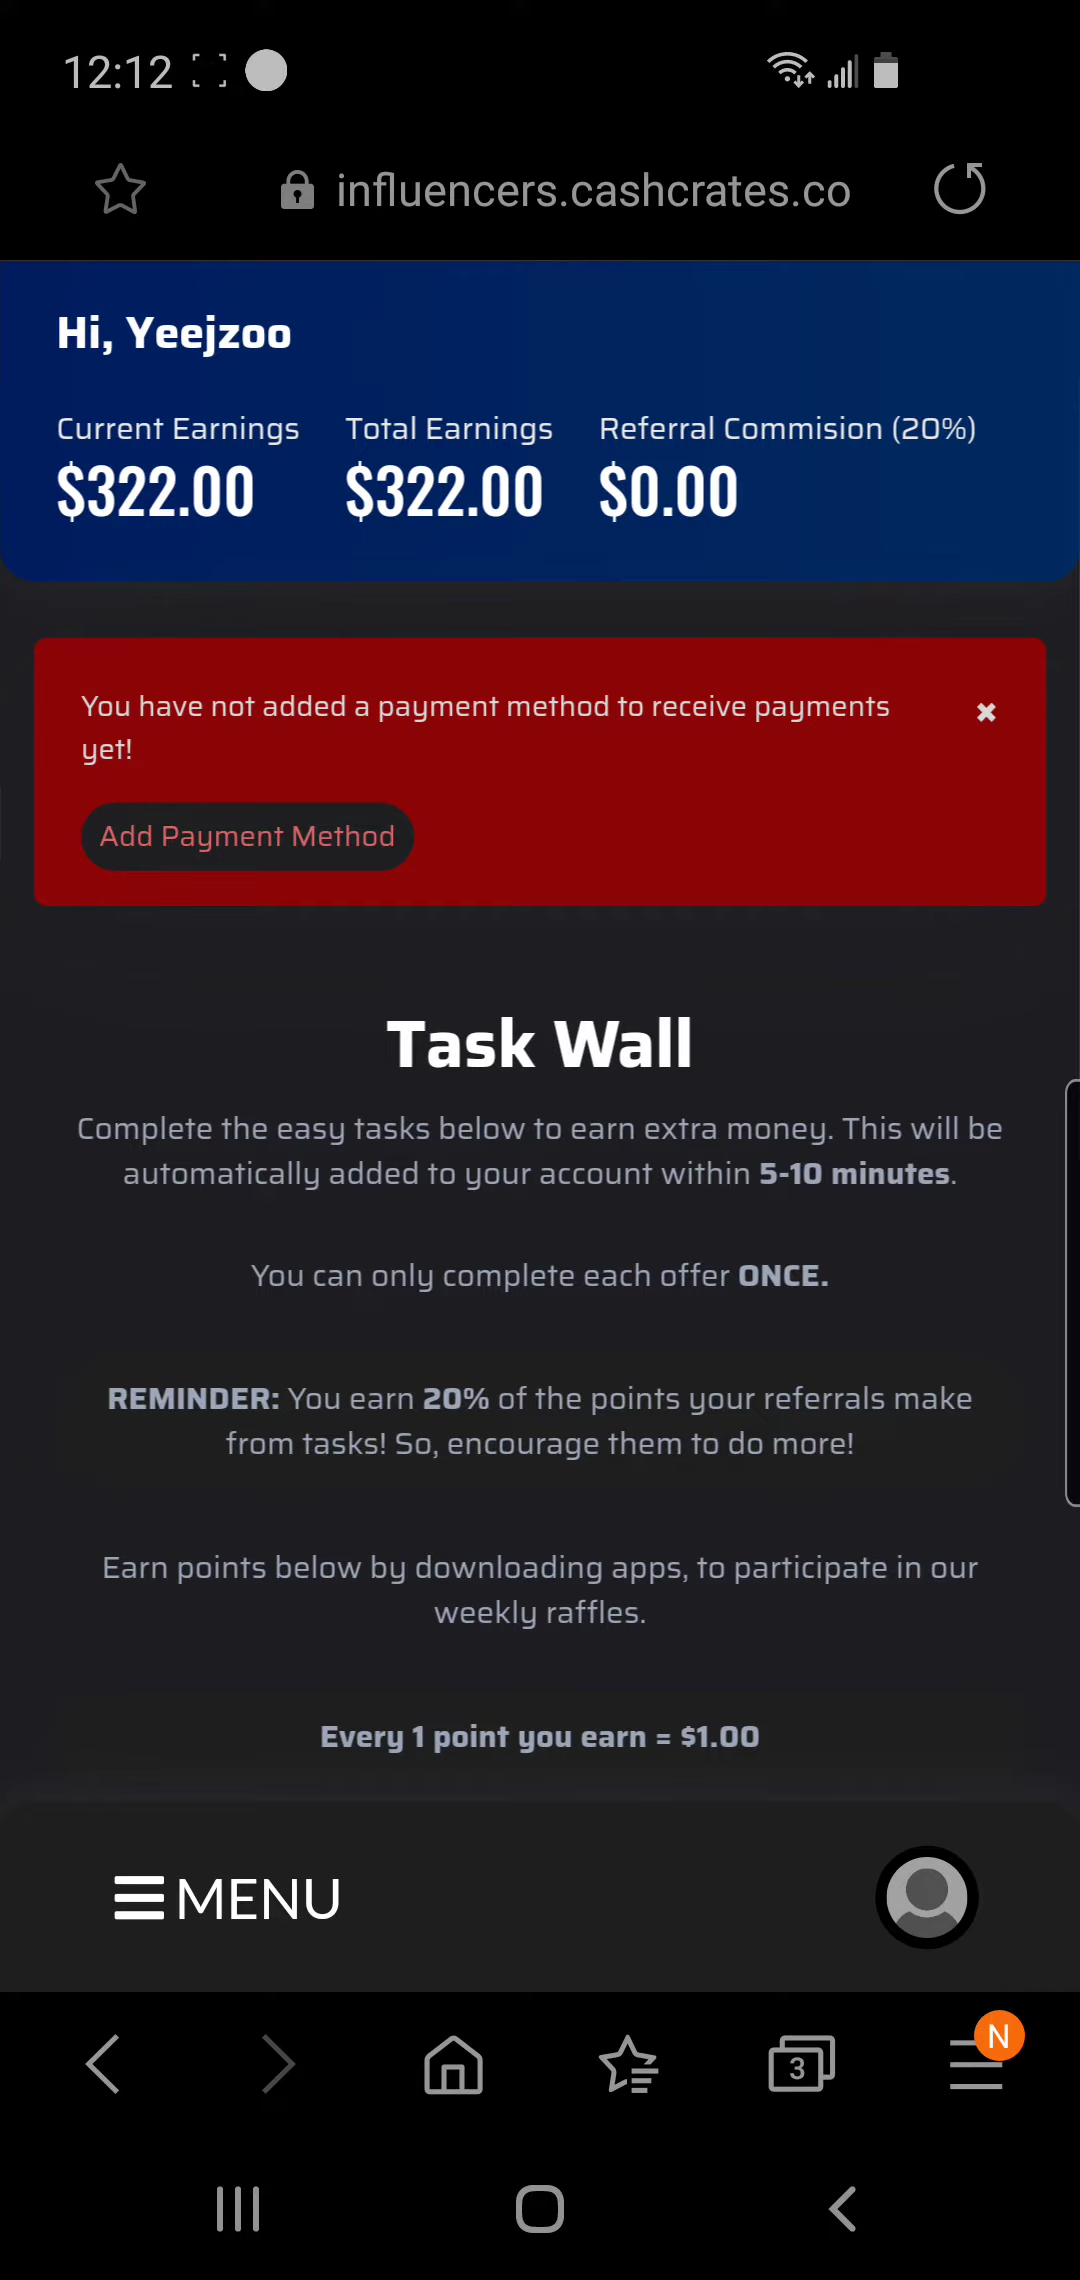 12:12
influencers.cashcrates.co
Hi, Yeejzoo
Current Earnings Total Earnings Referral Commision (20%)
$322.00 $322.00 $0.00
You have not added a payment method to receive payments
yet!
Add Payment Method
Task Wall
Complete the easy tasks below to earn extra money. This will be
automatically added to your account within 5-10 minutes.
You can only complete each offer ONCE.
REMINDER: You earn 20% of the points your referrals make
from tasks! So, encourage them to do more!
Earn points below by downloading apps, to participate in our
weekly raffles.
Every 1 point you earn = $1.00
MENU
3
N